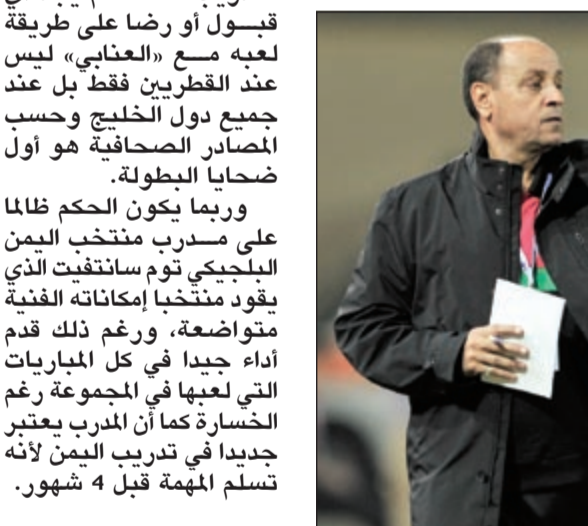 قبول أو رضا على طريقة
لعبه مع «العنابي» ليس
عند القطريين فقط بل عند
جميع دول الخليج وحسب
المصادر الصحافية هو أول
ضحايا البطولة.
وربما يكون الحكم ظالما
على مدرب منتخب اليمن
البلجيكي توم سانتفيت الذي
يقود منتخبا إمكاناته الفنية
متواضعة، ورغم ذلك قدم
أداء جيدا في كل المباريات
التي لعبها في المجموعة رغم
الخسارة كما أن المدرب يعتبر
جديدا في تدريب اليمن لأنه
تسلم المهمة قبل 4 شهور.